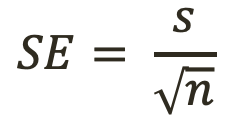 SE = s/√n